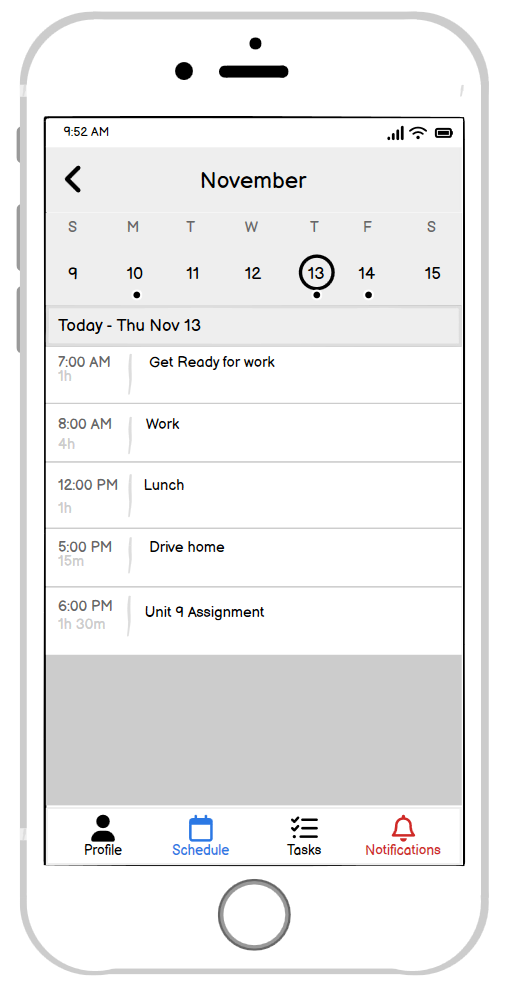 9:52 AM
November
S M T W T F S
9 10 11 12 13 14 15
Today - Thu Nov 13
7:00 AM Get Ready for work
1h
8:00 AM Work
4h
12:00 PM Lunch
1h
5:00 PM Drive home
15m
6:00 PM Unit 9 Assignment
1h 30m
Profile Schedule Tasks Notifications